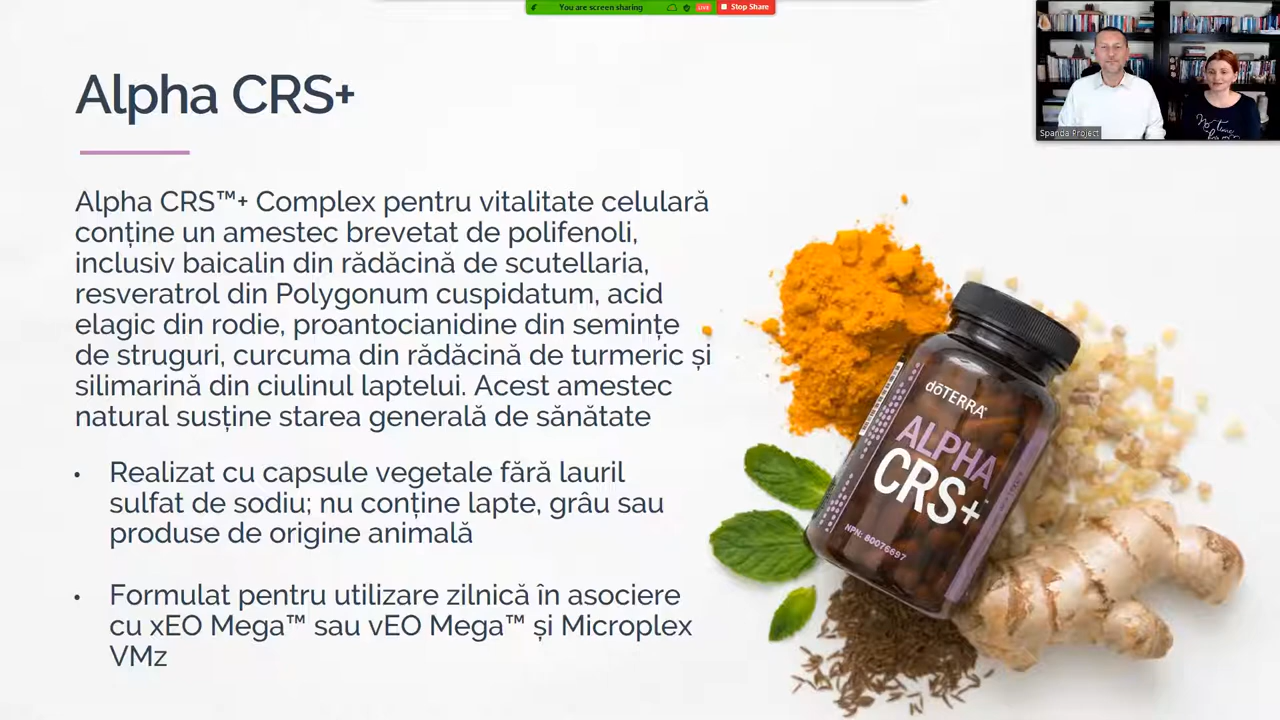 You are screen sharing
LIVE
Stop Share
Spanda Project
Alpha CRS+
Alpha CRS™+ Complex pentru vitalitate celulară
conține un amestec brevetat de polifenoli,
inclusiv baicalin din rădăcină de scutellaria,
resveratrol din Polygonum cuspidatum, acid
elagic din rodie, proantocianidine din semințe
de struguri, curcuma din rădăcină de turmeric și
silimarină din ciulinul laptelui. Acest amestec
natural susține starea generală de sănătate
• Realizat cu capsule vegetale fără lauril
sulfat de sodiu; nu conține lapte, grâu sau
produse de origine animală
• Formulat pentru utilizare zilnică în asociere
cu xEO Mega™ sau vEO Mega™ și Microplex
VMz
dōTERRA®
ALPHA
CRS+™
NPN: 80076697